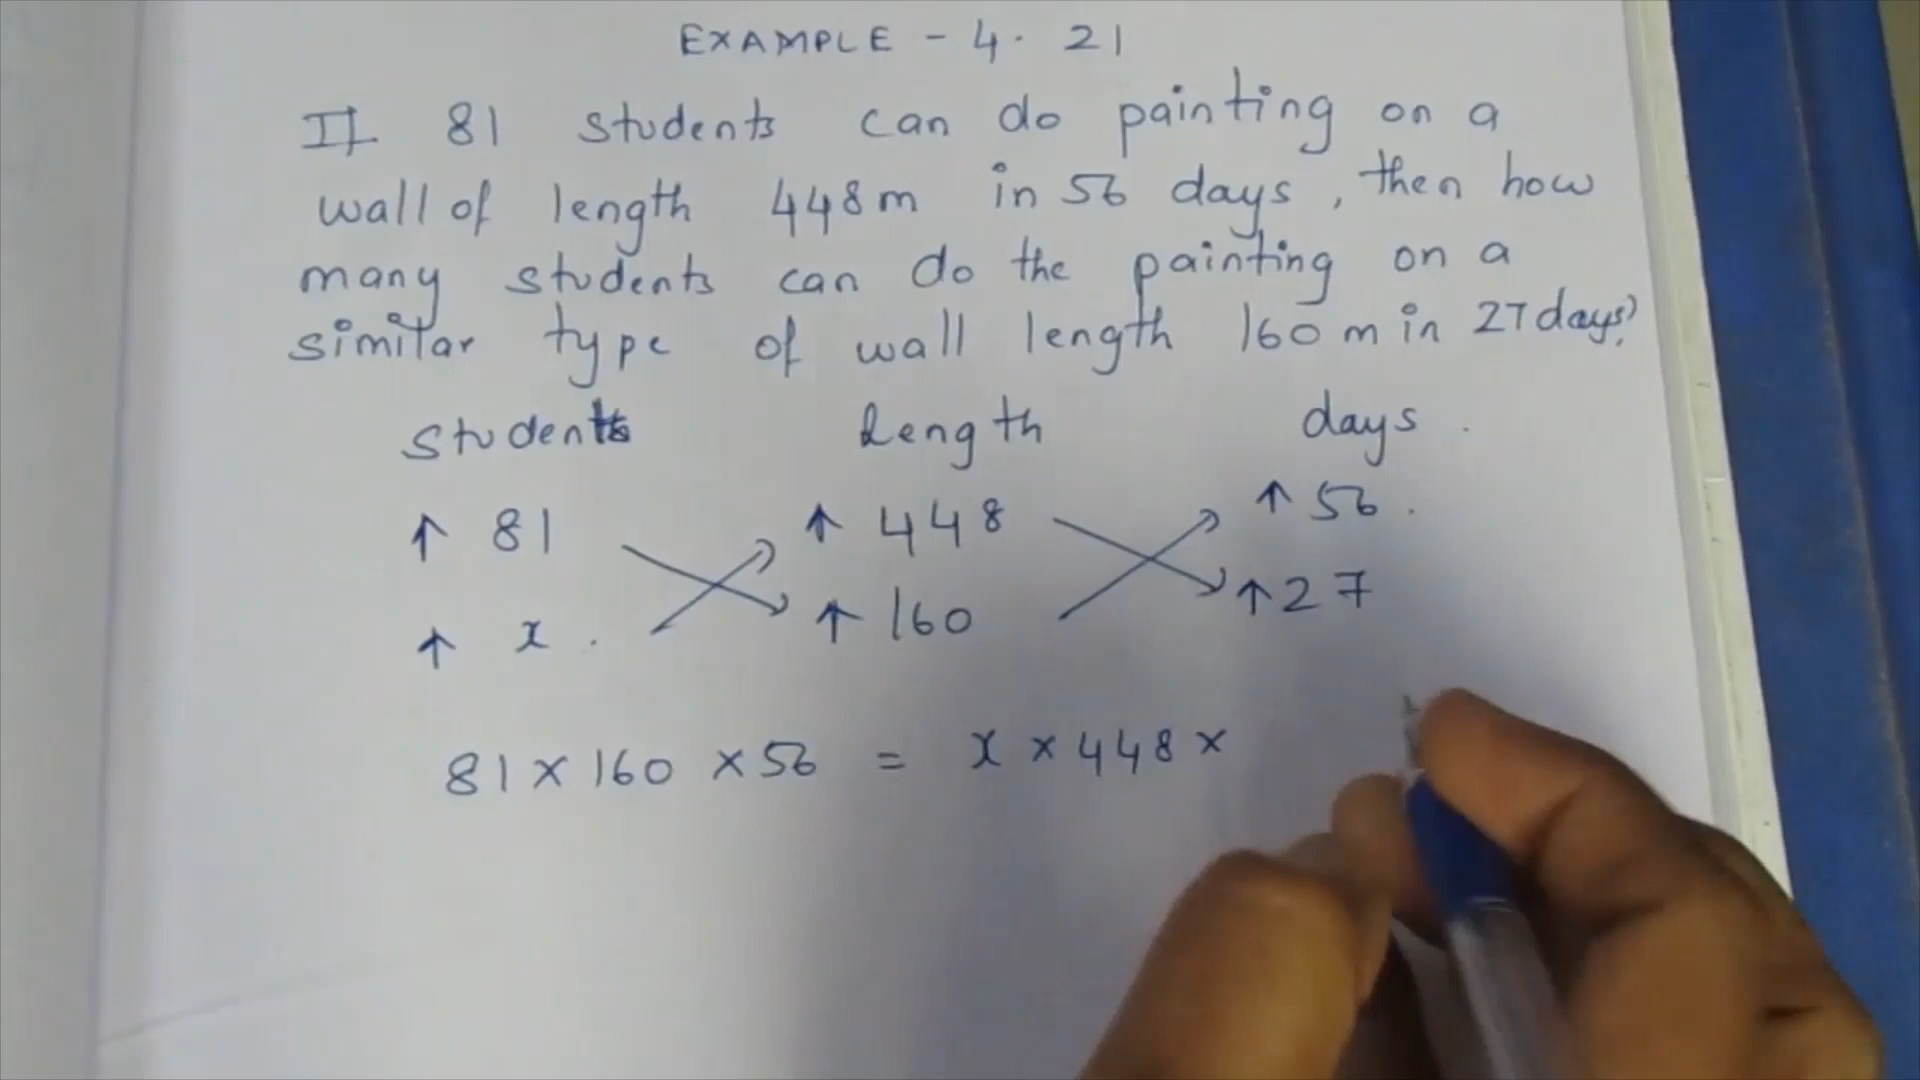 EXAMPLE - 4. 21
If 81 students can do painting on a
wall of length 448m in 56 days, then how
many students can do the painting on a
similar type of wall length 160 m in 27 days?
Students Length days.
↑ 81 ↑ 448 ↑ 56.
↑ x. ↑ 160 ↑ 27
81 × 160 × 56 = x × 448 ×